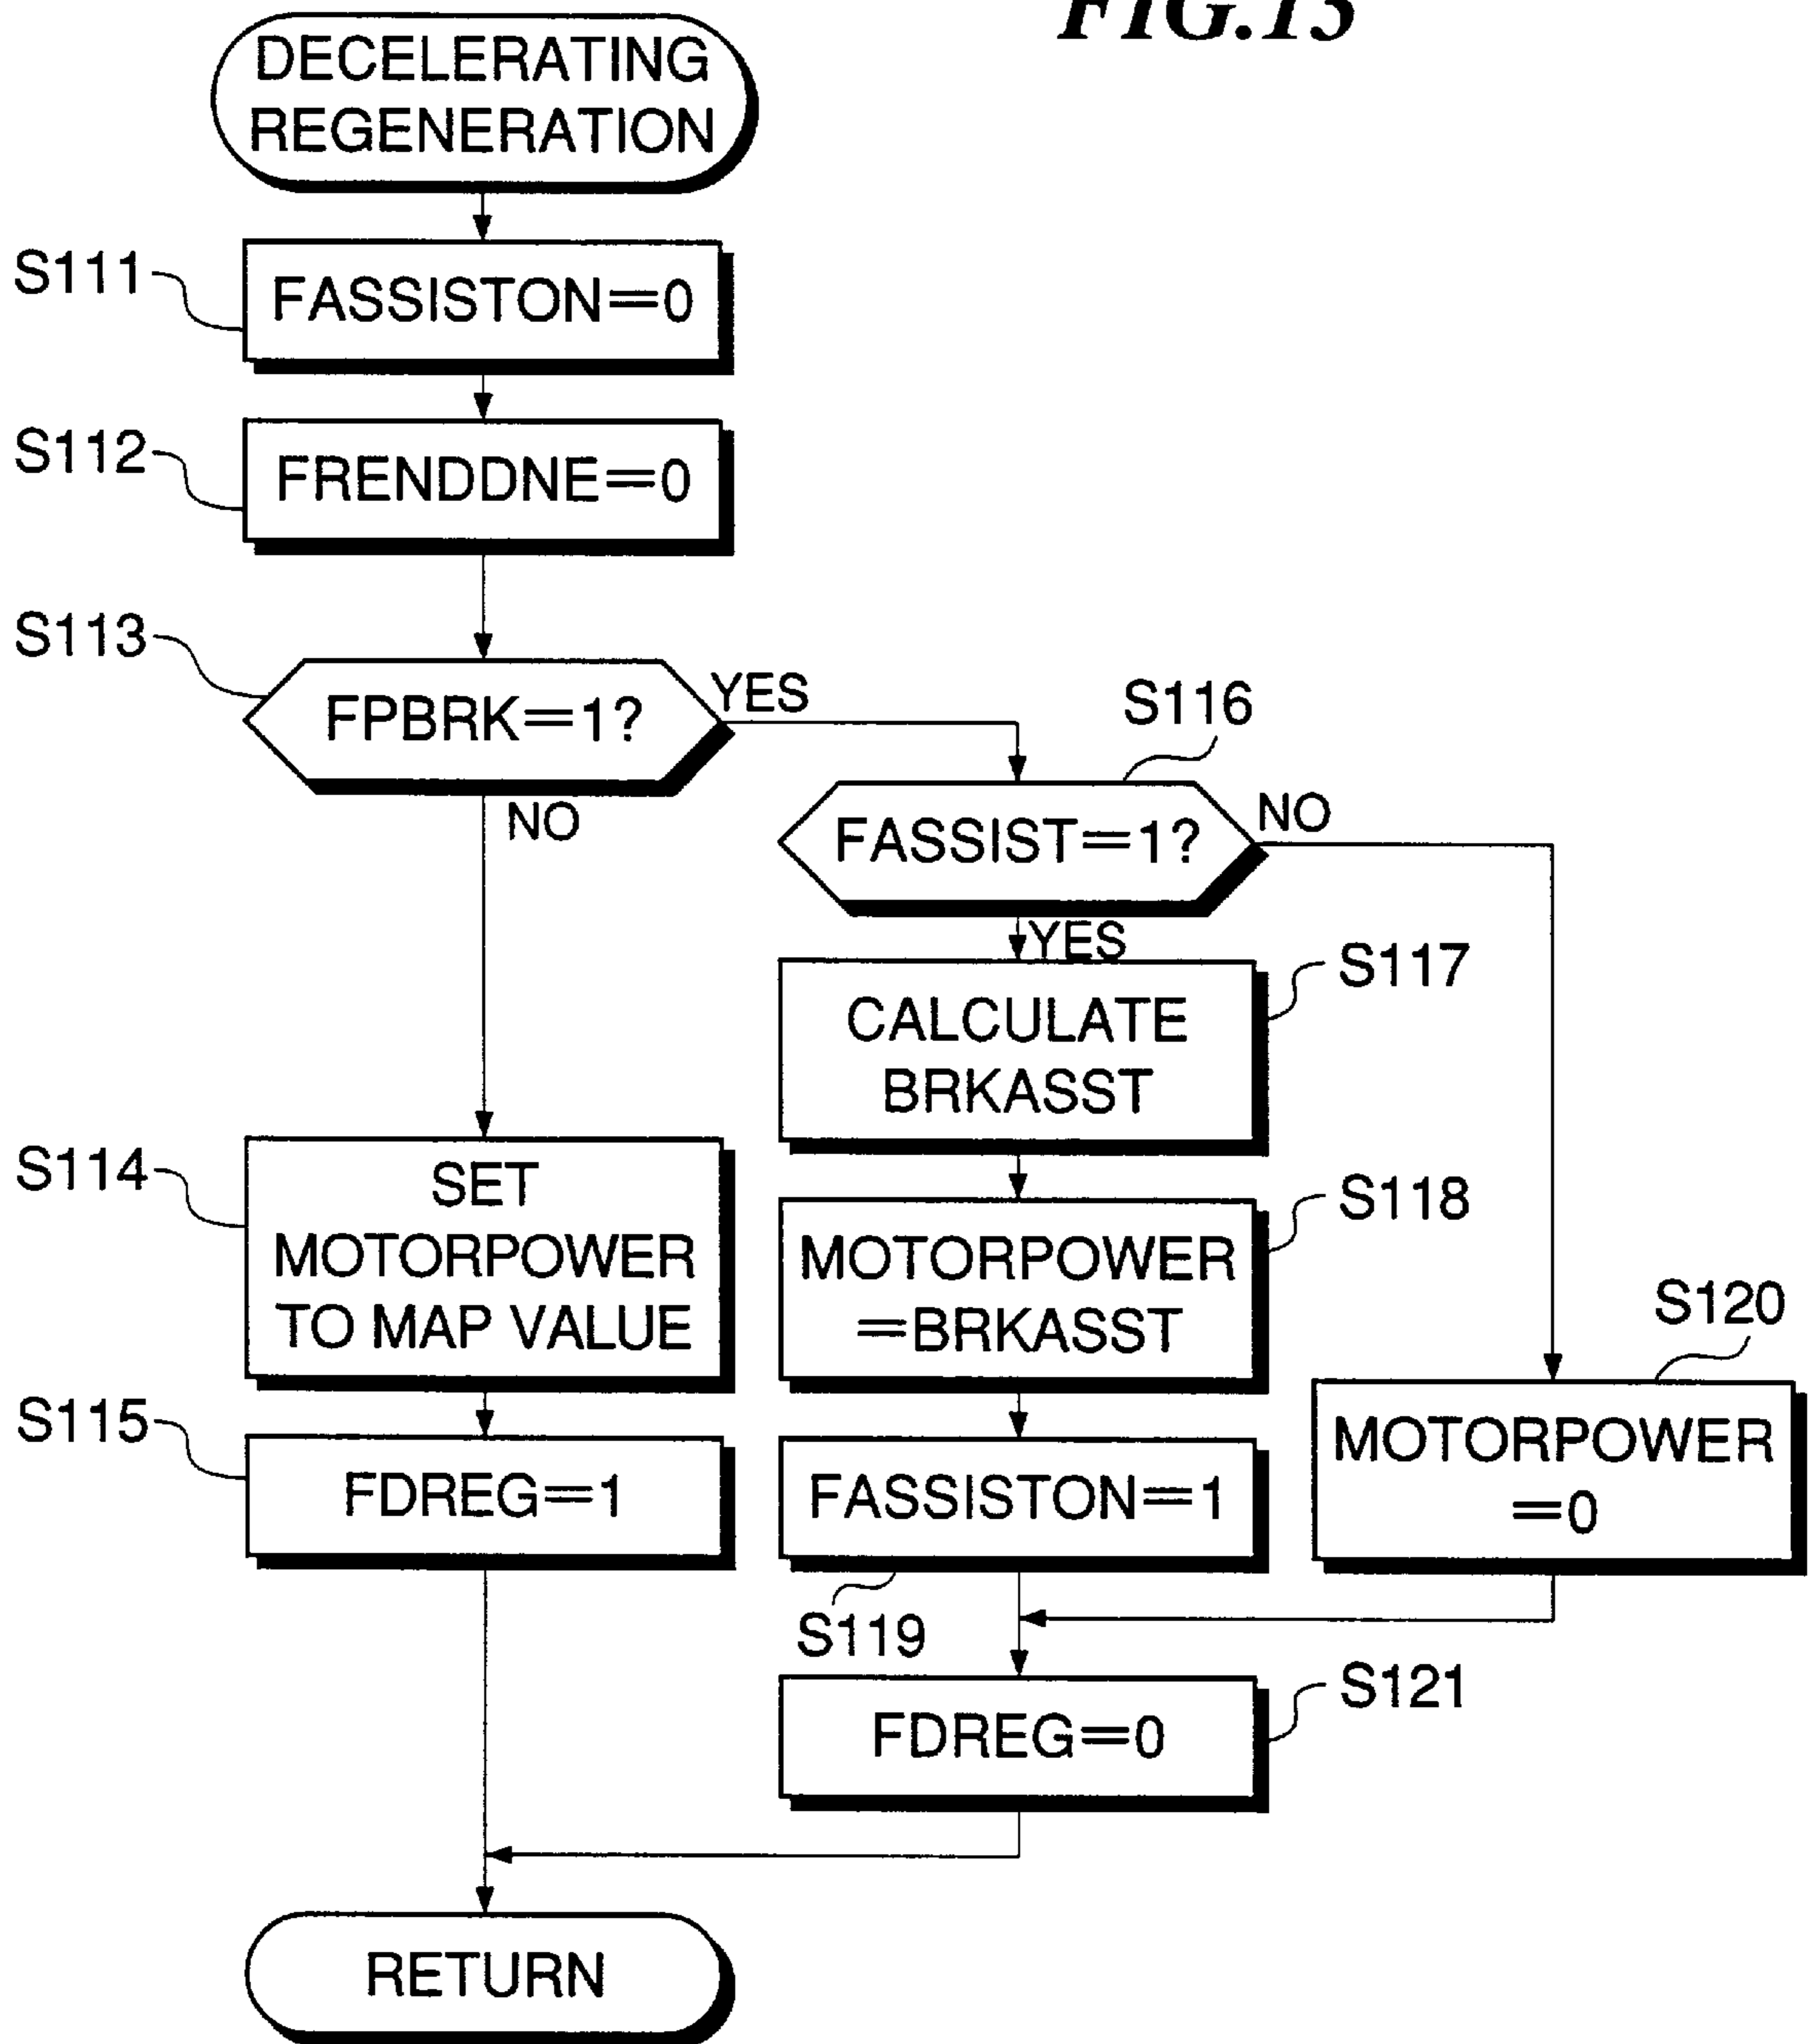 FIG.13
DECELERATING
REGENERATION
S111
FASSISTON=0
S112
FRENDDNE=0
S113
FPBRK=1?
YES
NO
S116
FASSIST=1?
NO
YES
S117
CALCULATE
BRKASST
S114
SET
MOTORPOWER
TO MAP VALUE
S118
MOTORPOWER
=BRKASST
S120
MOTORPOWER
=0
S115
FDREG=1
FASSISTON=1
S119
S121
FDREG=0
RETURN